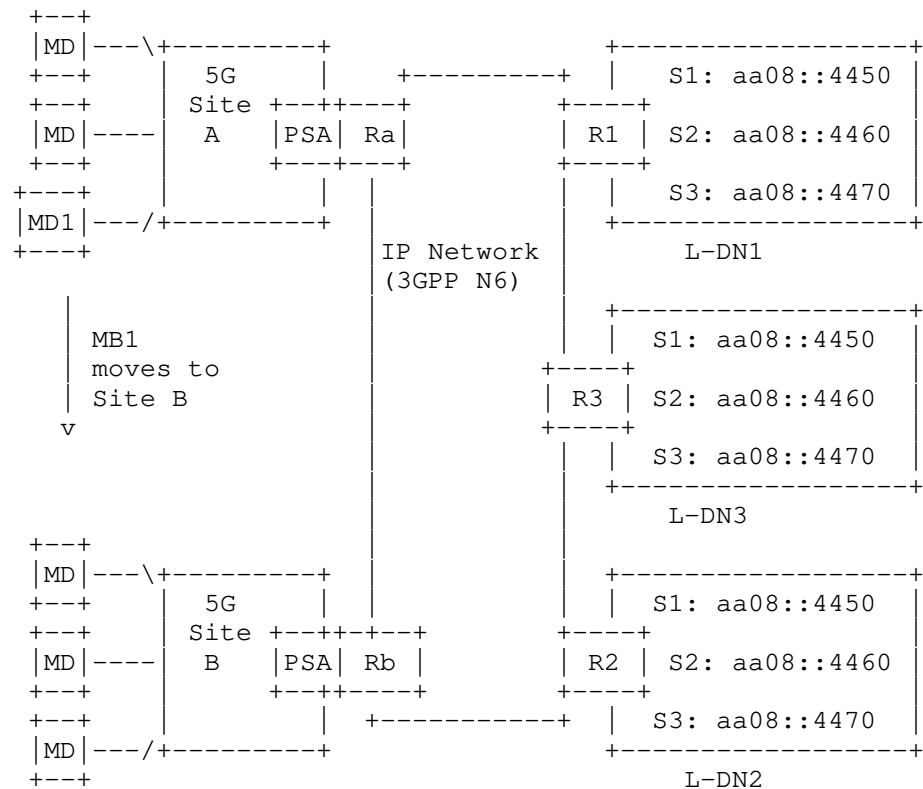 MD
5G S1: aa08::4450
Site
MD A PSA Ra R1 S2: aa08::4460
S3: aa08::4470
MD1
IP Network L-DN1
(3GPP N6)
MB1 S1: aa08::4450
moves to
Site B R3 S2: aa08::4460
v
S3: aa08::4470
L-DN3
MD
5G S1: aa08::4450
Site
MD B PSA Rb R2 S2: aa08::4460
S3: aa08::4470
MD
L-DN2